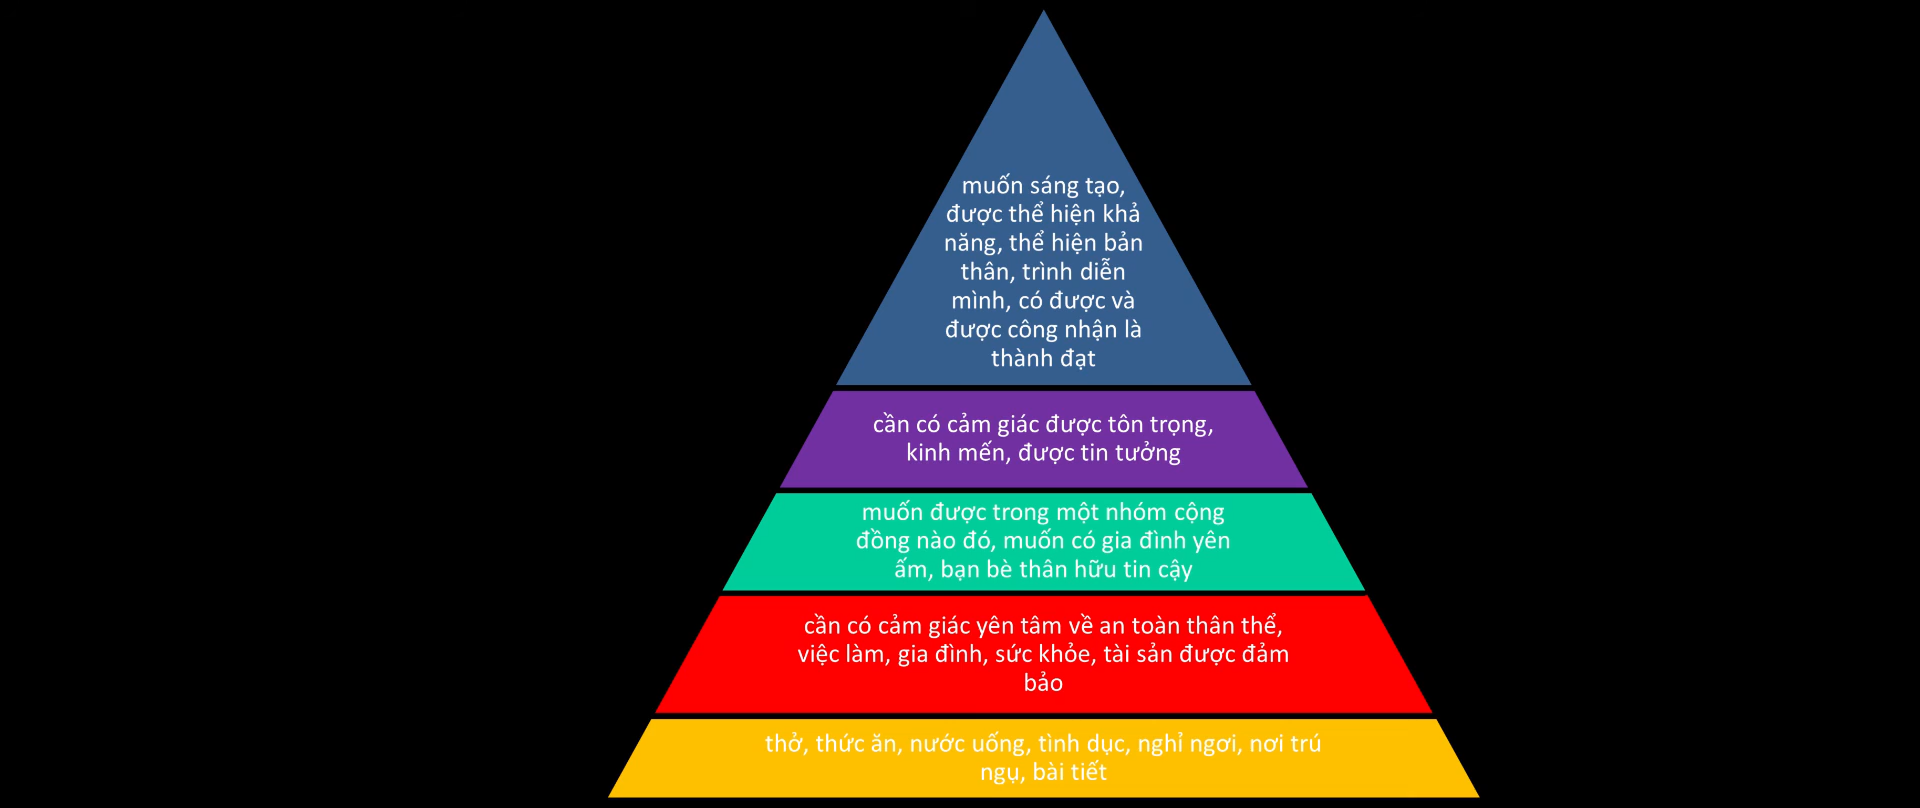 muốn sáng tạo,
được thể hiện khả
năng, thể hiện bản
thân, trình diễn
mình, có được và
được công nhận là
thành đạt
cần có cảm giác được tôn trọng,
kinh mến, được tin tưởng
muốn được trong một nhóm cộng
đồng nào đó, muốn có gia đình yên
ấm, bạn bè thân hữu tin cậy
cần có cảm giác yên tâm về an toàn thân thể,
việc làm, gia đình, sức khỏe, tài sản được đảm
bảo
thở, thức ăn, nước uống, tình dục, nghỉ ngơi, nơi trú
ngụ, bài tiết